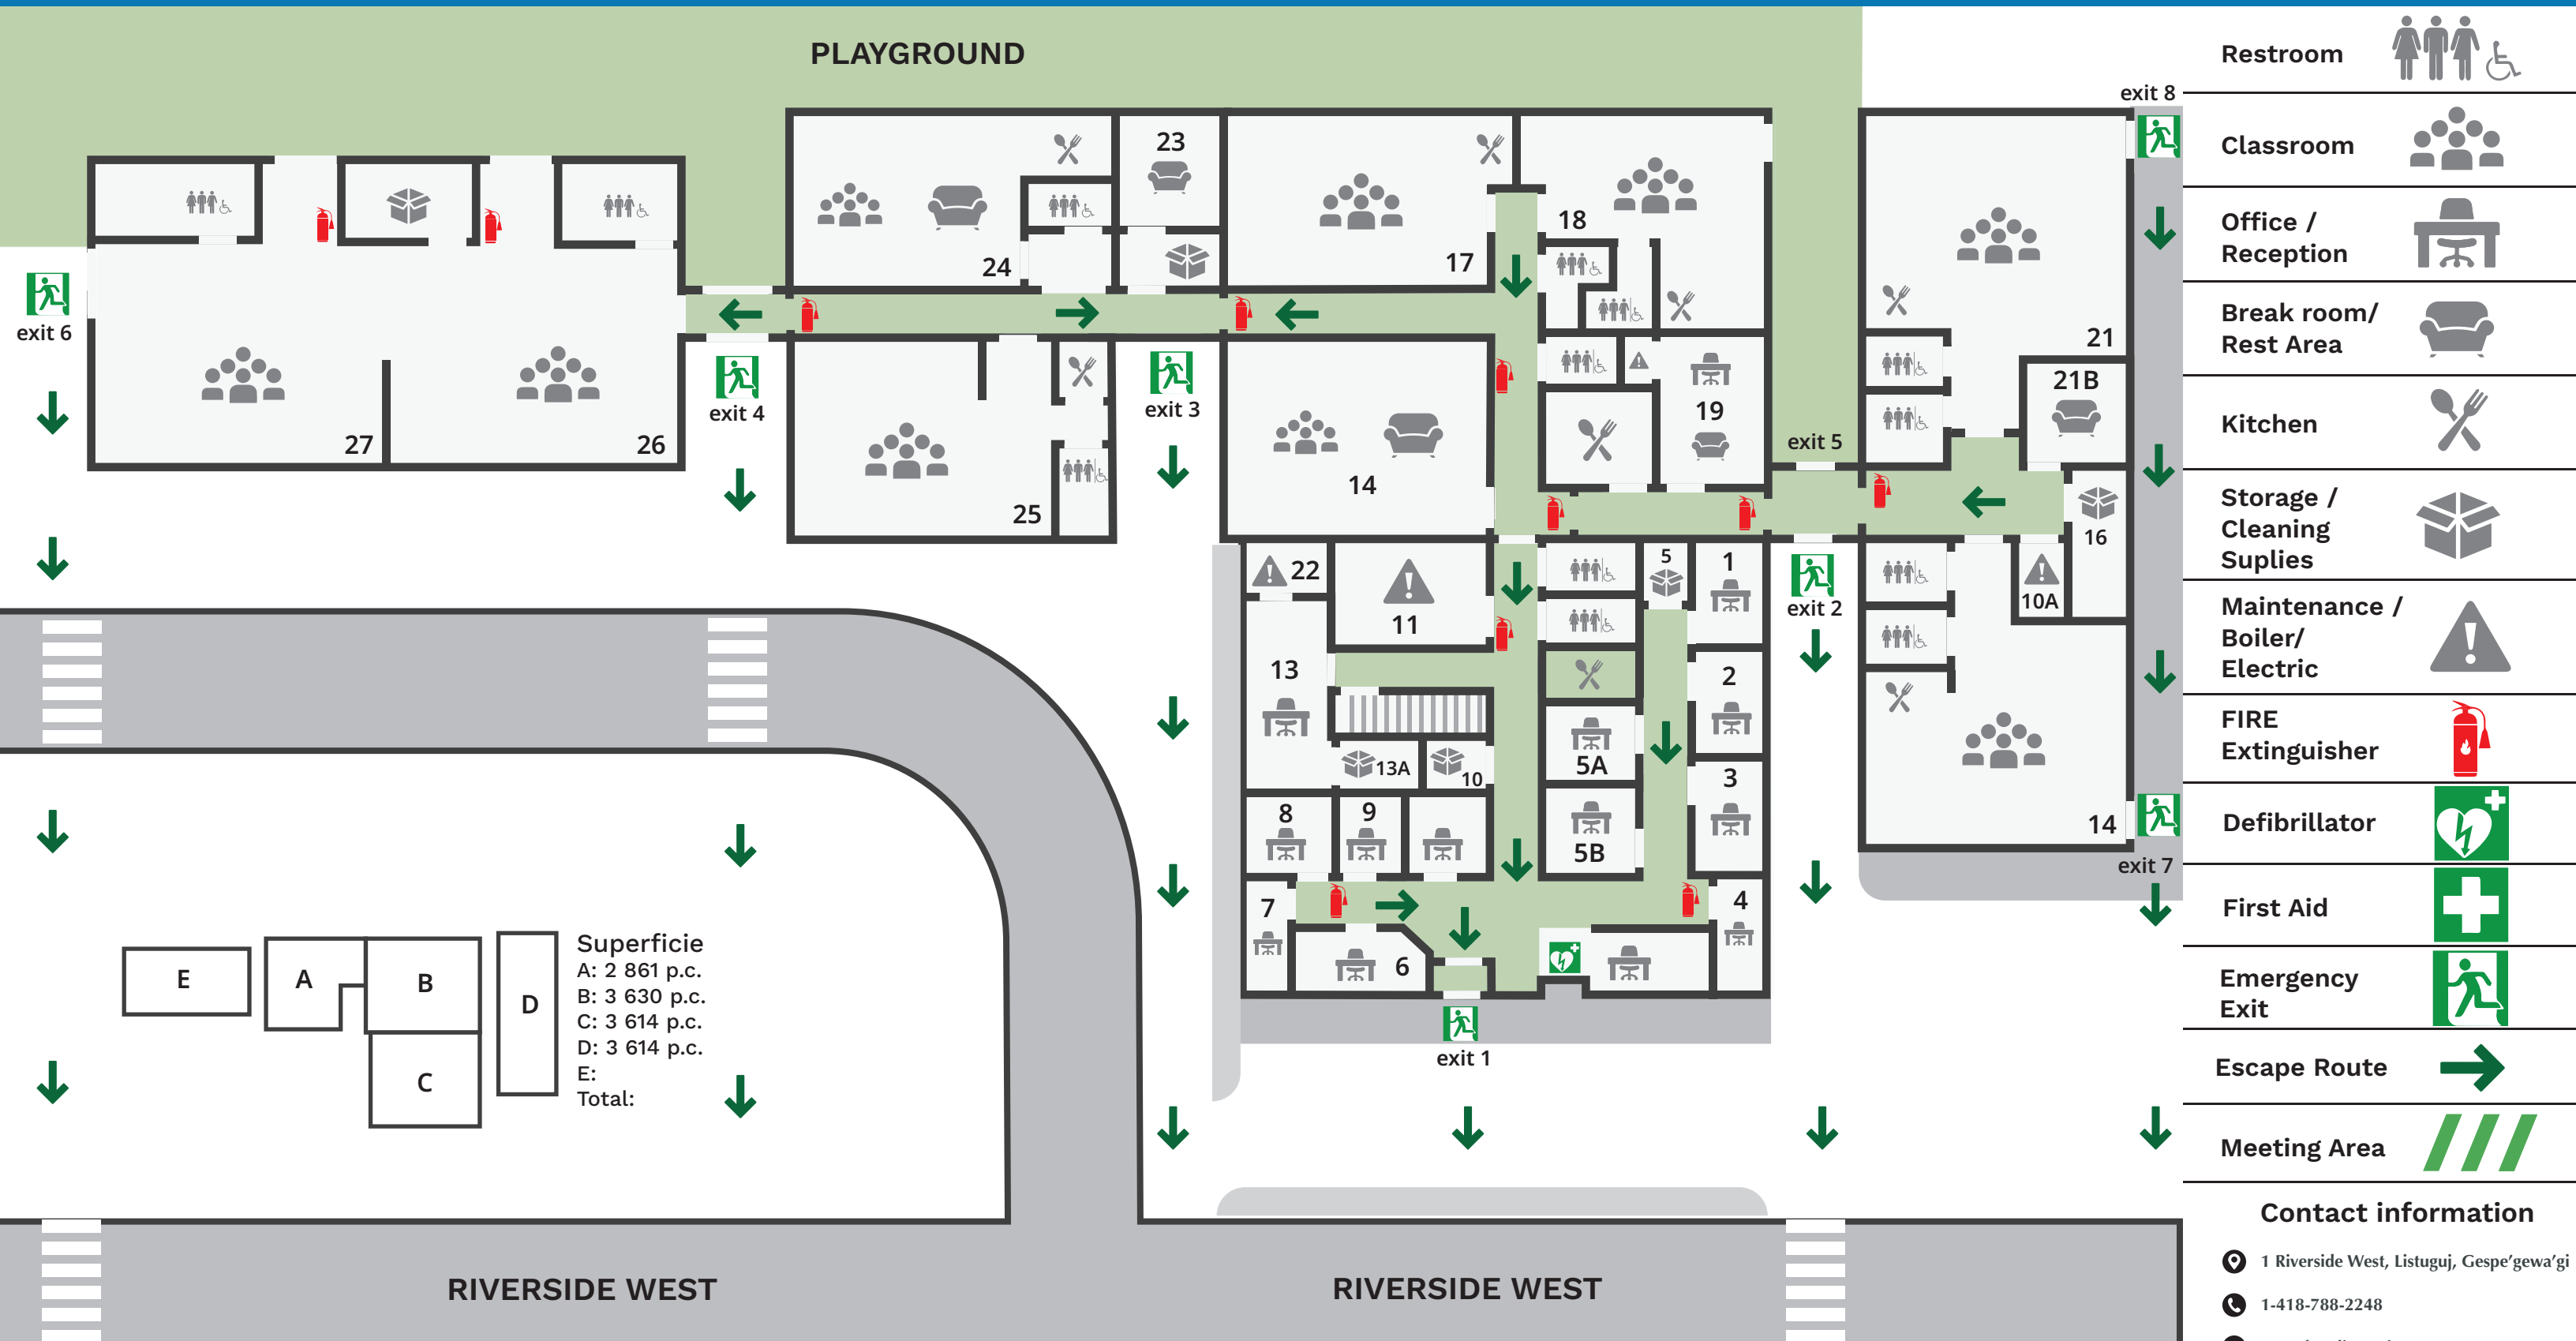 PLAYGROUND
exit 8
23
18
24
17
21
exit 6
27
26
exit 4
exit 3
25
14
19
21B
exit 5
16
22
11
5
1
exit 2
10A
13
2
13A
10
5A
3
8
9
5B
14
exit 7
7
4
6
exit 1
E
A
B
C
D
Superficie
A: 2 861 p.c.
B: 3 630 p.c.
C: 3 614 p.c.
D: 3 614 p.c.
E:
Total:
RIVERSIDE WEST
RIVERSIDE WEST
Restroom
Classroom
Office /
Reception
Break room/
Rest Area
Kitchen
Storage /
Cleaning
Suplies
Maintenance /
Boiler/
Electric
FIRE
Extinguisher
Defibrillator
First Aid
Emergency
Exit
Escape Route
Meeting Area
Contact information
1 Riverside West, Listuguj, Gespe'gewa'gi
1-418-788-2248